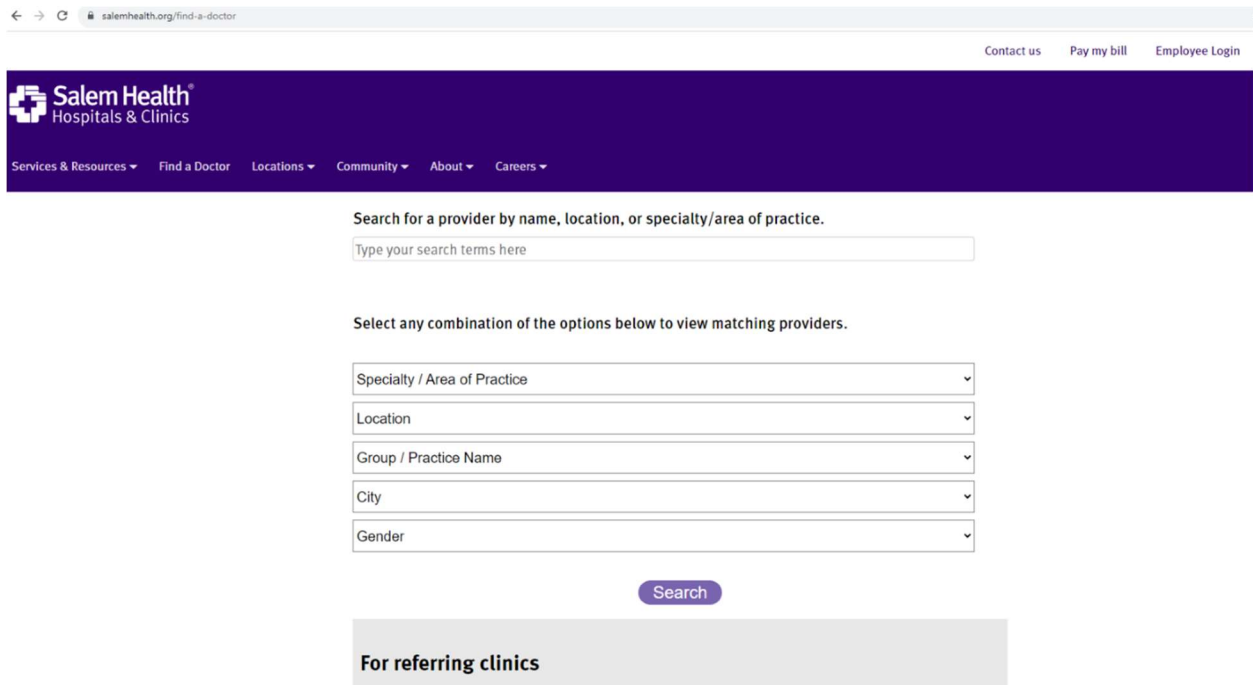 salemhealth.org/find-a-doctor
Contact us Pay my bill Employee Login
Salem Health®
Hospitals & Clinics
Services & Resources Find a Doctor Locations Community About Careers
Search for a provider by name, location, or specialty/area of practice.
Type your search terms here
Select any combination of the options below to view matching providers.
Specialty / Area of Practice
Location
Group / Practice Name
City
Gender
Search
For referring clinics